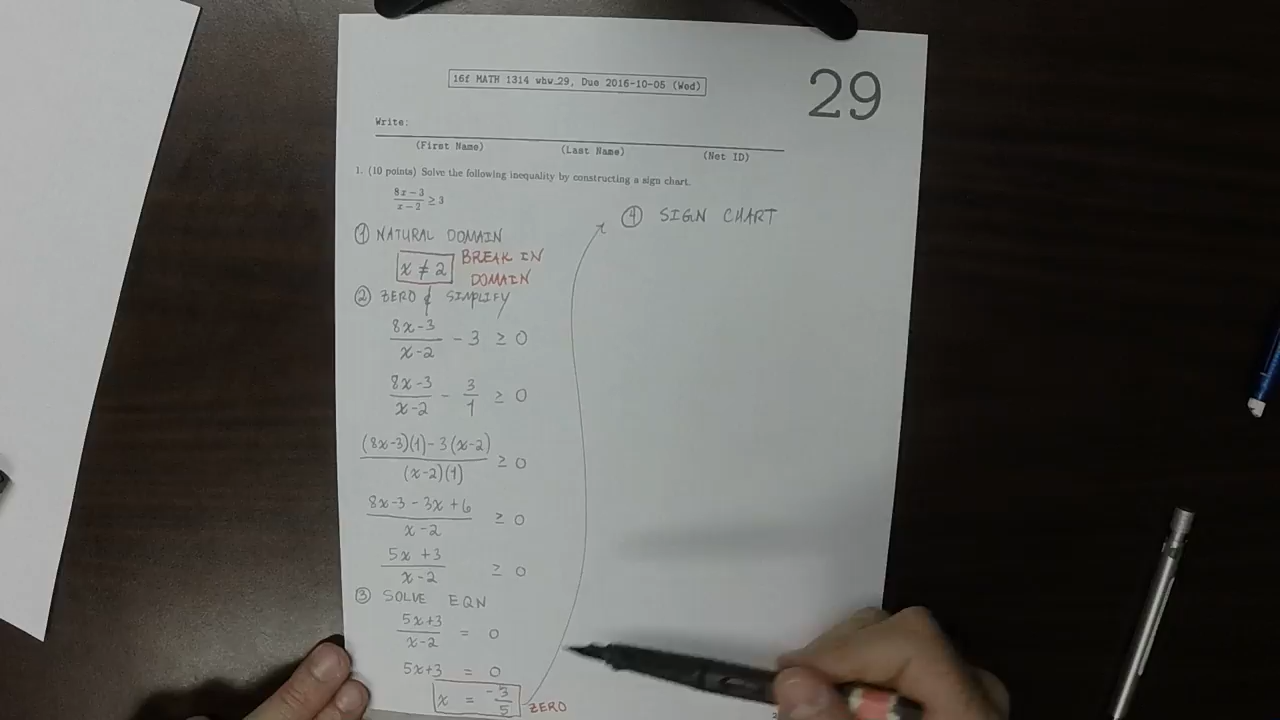 16f MATH 1314 whw_29, Due 2016-10-05 (Wed)
29
Write:
(First Name) (Last Name) (Net ID)
1. (10 points) Solve the following inequality by constructing a sign chart.
8x − 3
x − 2 ≥ 3
① NATURAL DOMAIN
x ≠ 2 BREAK IN
DOMAIN
② ZERO & SIMPLIFY
8x-3
x-2 - 3 ≥ 0
8x-3
x-2 - 3/1 ≥ 0
(8x-3)(1)-3(x-2)
(x-2)(1) ≥ 0
8x-3-3x+6
x-2 ≥ 0
5x+3
x-2 ≥ 0
③ SOLVE EQN
5x+3
x-2 = 0
5x+3 = 0
x = -3/5 ZERO
④ SIGN CHART